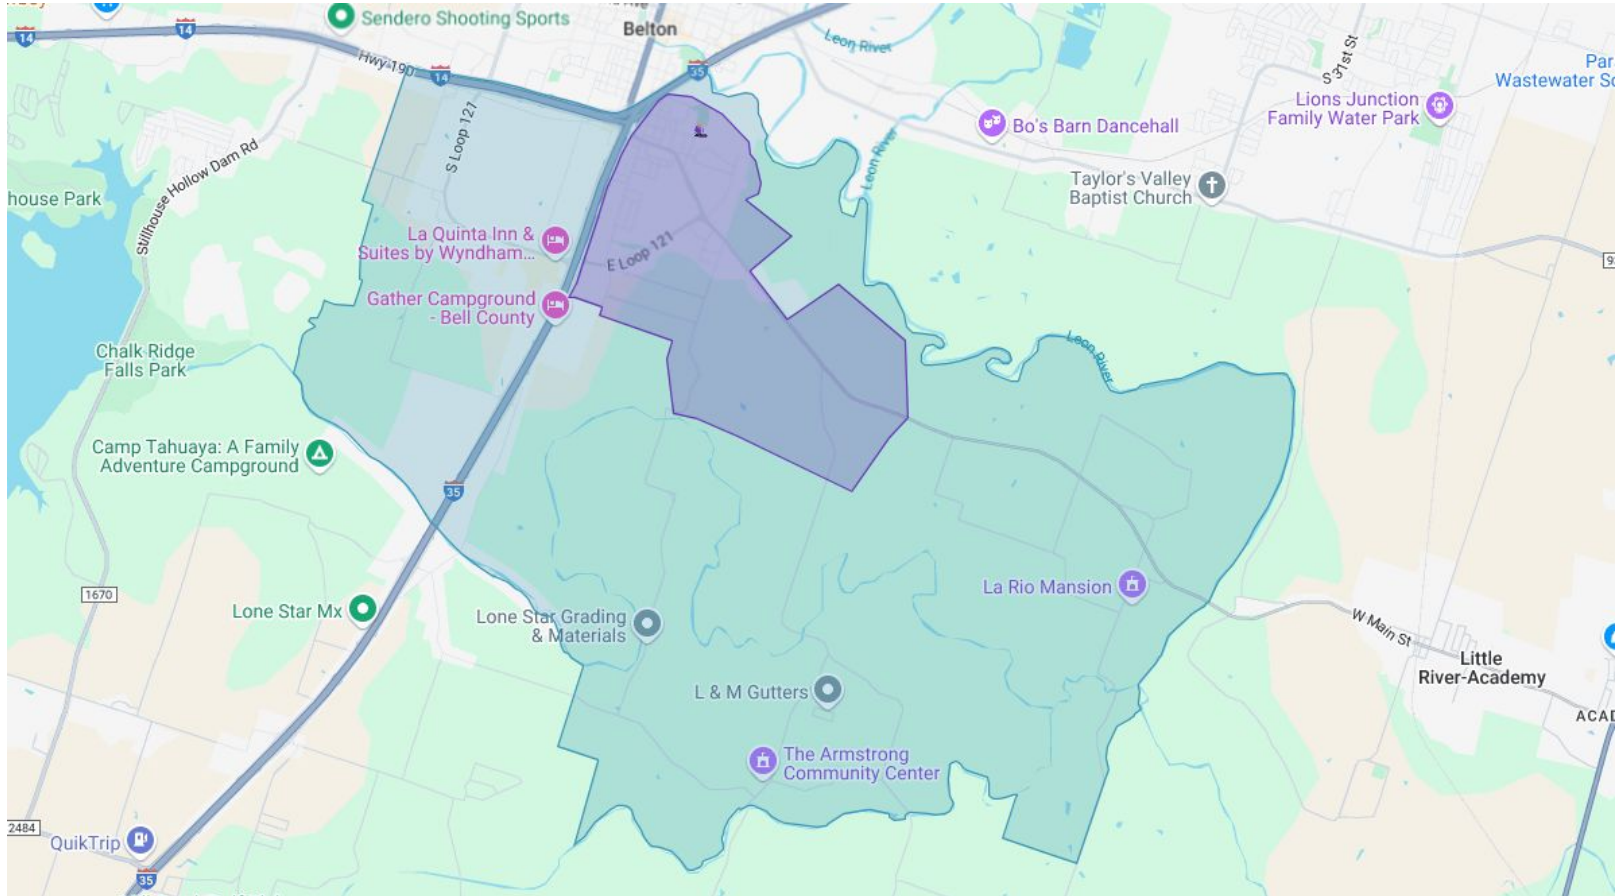 14
14
Sendero Shooting Sports
Belton
Leon River
S 31st St
Hwy 190
14
35
Lions Junction
Family Water Park
Wastewater
Bo's Barn Dancehall
S Loop 121
Stillhouse Hollow Dam Rd
Leon River
house Park
Taylor's Valley
Baptist Church
La Quinta Inn &
Suites by Wyndham...
E Loop 121
Gather Campground
- Bell County
Chalk Ridge
Falls Park
Leon River
Camp Tahuaya: A Family
Adventure Campground
35
La Rio Mansion
1670
Lone Star Mx
Lone Star Grading
& Materials
W Main St
Little
River-Academy
L & M Gutters
ACAD
The Armstrong
Community Center
2484
QuikTrip
35